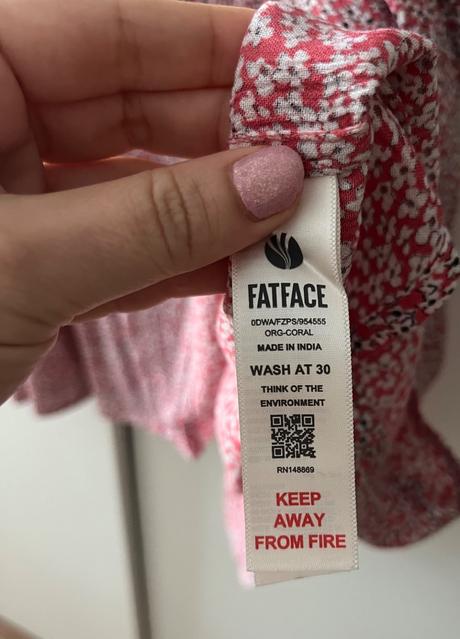 FATFACE
0DWA/FZPS/954555
ORG-CORAL
MADE IN INDIA
WASH AT 30
THINK OF THE
ENVIRONMENT
RN148869
KEEP
AWAY
FROM FIRE